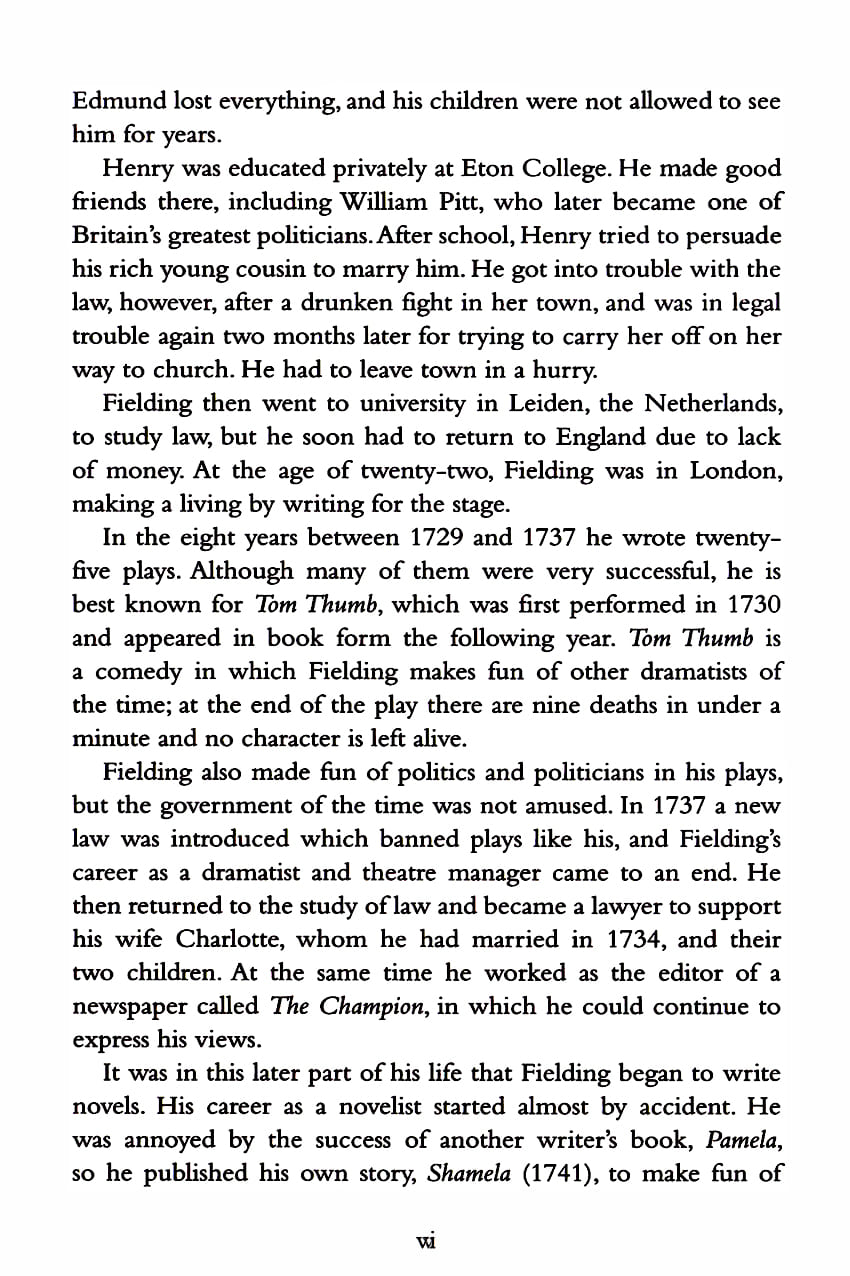 Edmund lost everything, and his children were not allowed to see
him for years.
Henry was educated privately at Eton College. He made good
friends there, including William Pitt, who later became one of
Britain's greatest politicians. After school, Henry tried to persuade
his rich young cousin to marry him. He got into trouble with the
law, however, after a drunken fight in her town, and was in legal
trouble again two months later for trying to carry her off on her
way to church. He had to leave town in a hurry.
Fielding then went to university in Leiden, the Netherlands,
to study law, but he soon had to return to England due to lack
of money. At the age of twenty-two, Fielding was in London,
making a living by writing for the stage.
In the eight years between 1729 and 1737 he wrote twenty-
five plays. Although many of them were very successful, he is
best known for Tom Thumb, which was first performed in 1730
and appeared in book form the following year. Tom Thumb is
a comedy in which Fielding makes fun of other dramatists of
the time; at the end of the play there are nine deaths in under a
minute and no character is left alive.
Fielding also made fun of politics and politicians in his plays,
but the government of the time was not amused. In 1737 a new
law was introduced which banned plays like his, and Fielding's
career as a dramatist and theatre manager came to an end. He
then returned to the study of law and became a lawyer to support
his wife Charlotte, whom he had married in 1734, and their
two children. At the same time he worked as the editor of a
newspaper called The Champion, in which he could continue to
express his views.
It was in this later part of his life that Fielding began to write
novels. His career as a novelist started almost by accident. He
was annoyed by the success of another writer's book, Pamela,
so he published his own story, Shamela (1741), to make fun of
vi